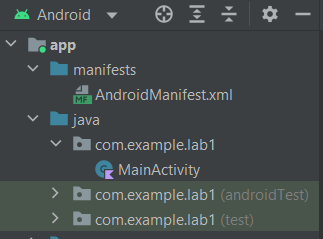 Android
app
manifests
AndroidManifest.xml
java
com.example.lab1
MainActivity
com.example.lab1 (androidTest)
com.example.lab1 (test)